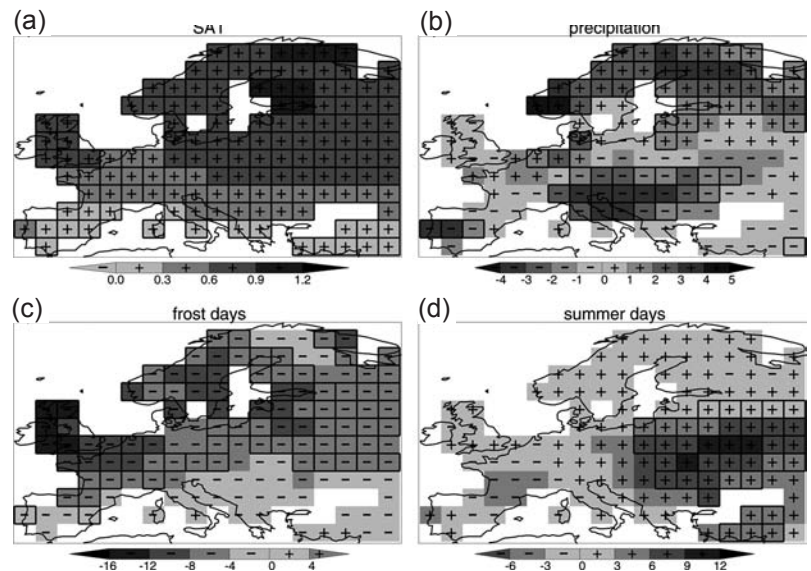 (a) SAT
(b) precipitation
0.0 0.3 0.6 0.9 1.2
-4 -3 -2 -1 0 1 2 3 4 5
(c) frost days
(d) summer days
-16 -12 -8 -4 0 4
-6 -3 0 3 6 9 12